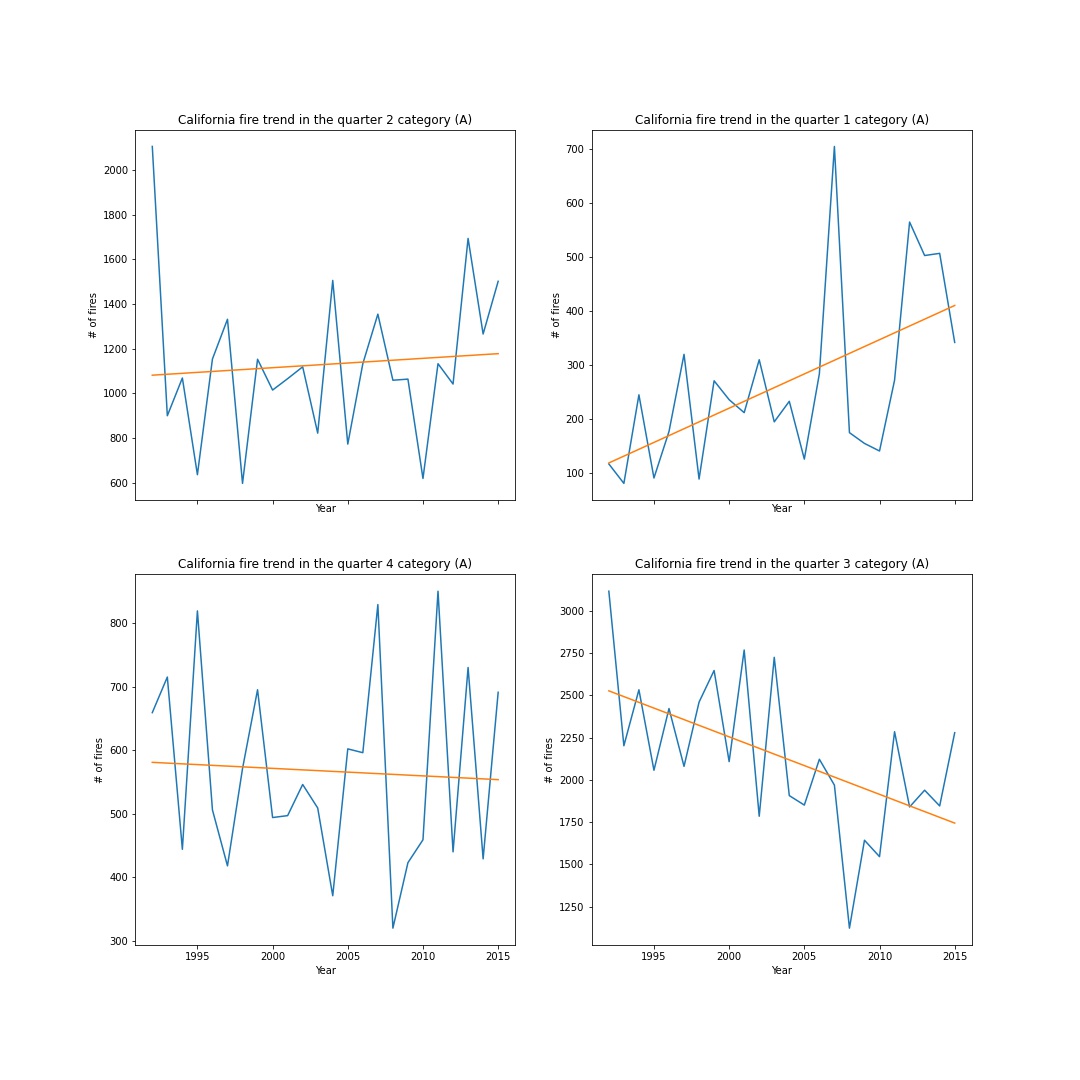 California fire trend in the quarter 2 category (A)
2000
1800
1600
1400
1200
1000
800
600
# of fires
Year
California fire trend in the quarter 1 category (A)
700
600
500
400
300
200
100
# of fires
Year
California fire trend in the quarter 4 category (A)
800
700
600
500
400
300
# of fires
1995 2000 2005 2010 2015
Year
California fire trend in the quarter 3 category (A)
3000
2750
2500
2250
2000
1750
1500
1250
# of fires
1995 2000 2005 2010 2015
Year